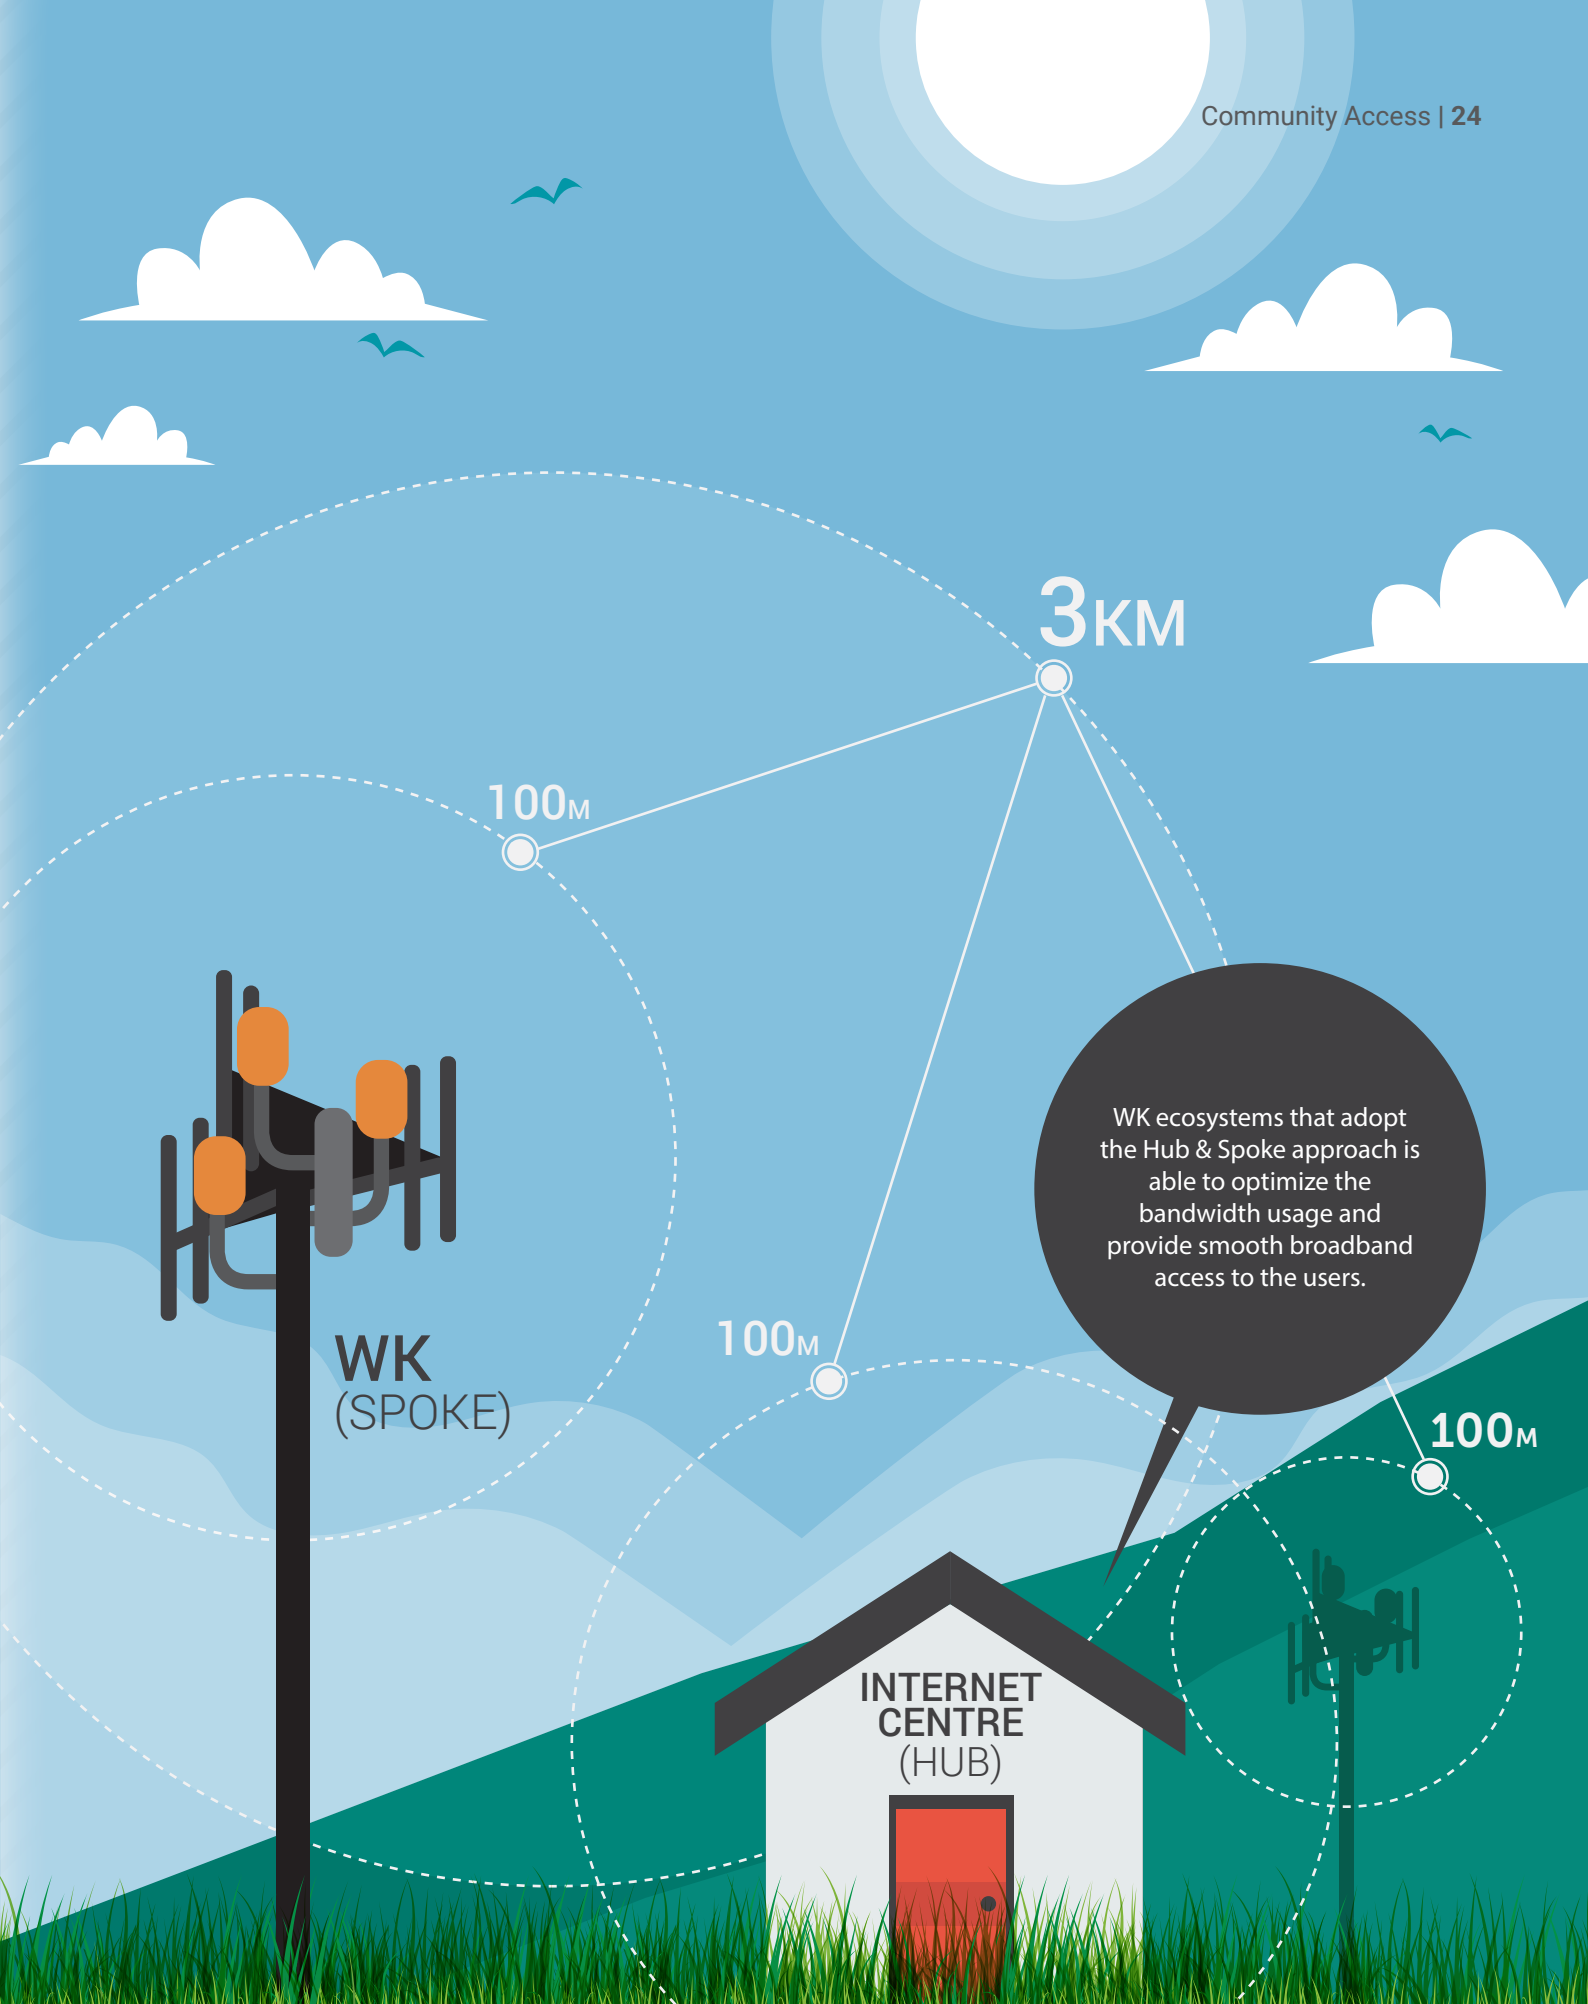 Community Access | 24
3KM
100M
WK ecosystems that adopt
the Hub & Spoke approach is
able to optimize the
bandwidth usage and
provide smooth broadband
access to the users.
100M
WK
(SPOKE)
100M
INTERNET
CENTRE
(HUB)